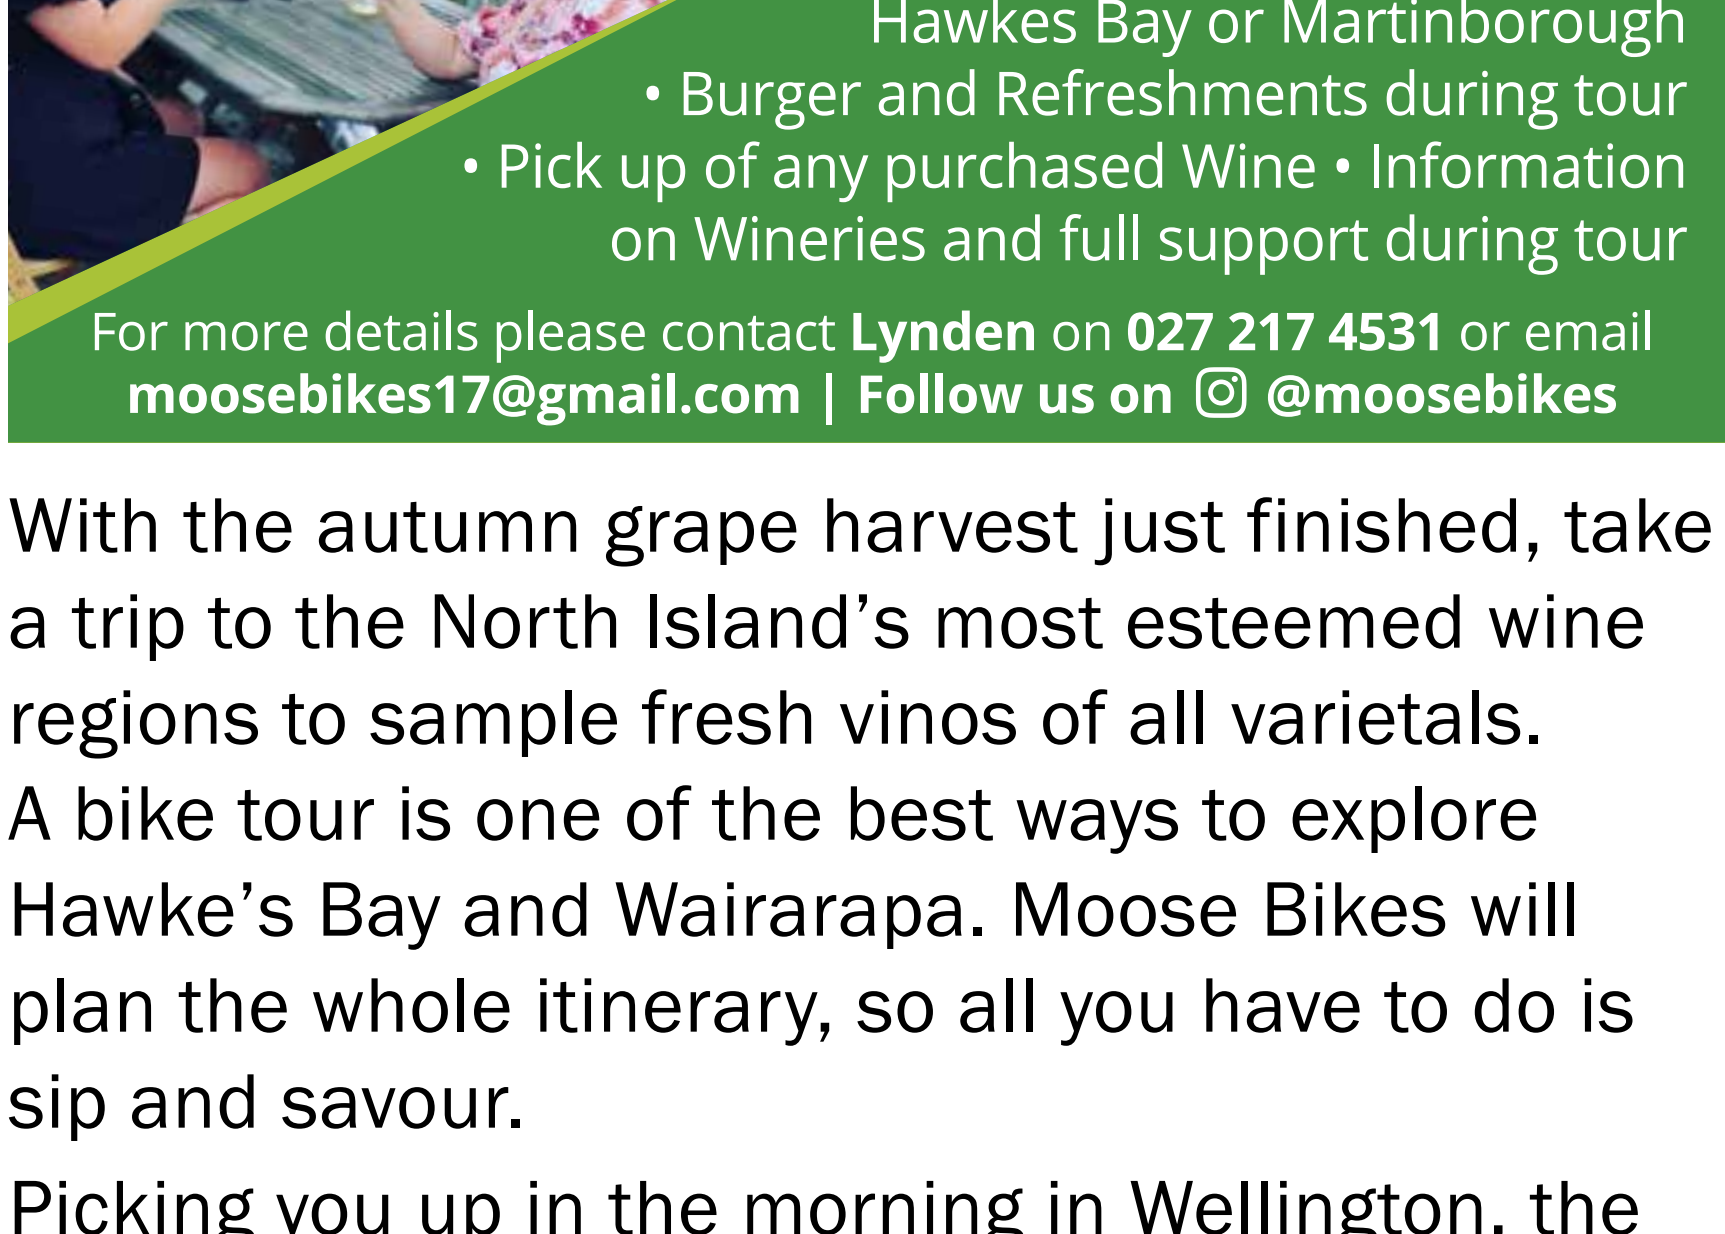 Hawkes Bay or Martinborough
• Burger and Refreshments during tour
• Pick up of any purchased Wine • Information
on Wineries and full support during tour
For more details please contact Lynden on 027 217 4531 or email
moosebikes17@gmail.com | Follow us on @moosebikes
With the autumn grape harvest just finished, take
a trip to the North Island’s most esteemed wine
regions to sample fresh vinos of all varietals.
A bike tour is one of the best ways to explore
Hawke’s Bay and Wairarapa. Moose Bikes will
plan the whole itinerary, so all you have to do is
sip and savour.
Picking you up in the morning in Wellington, the